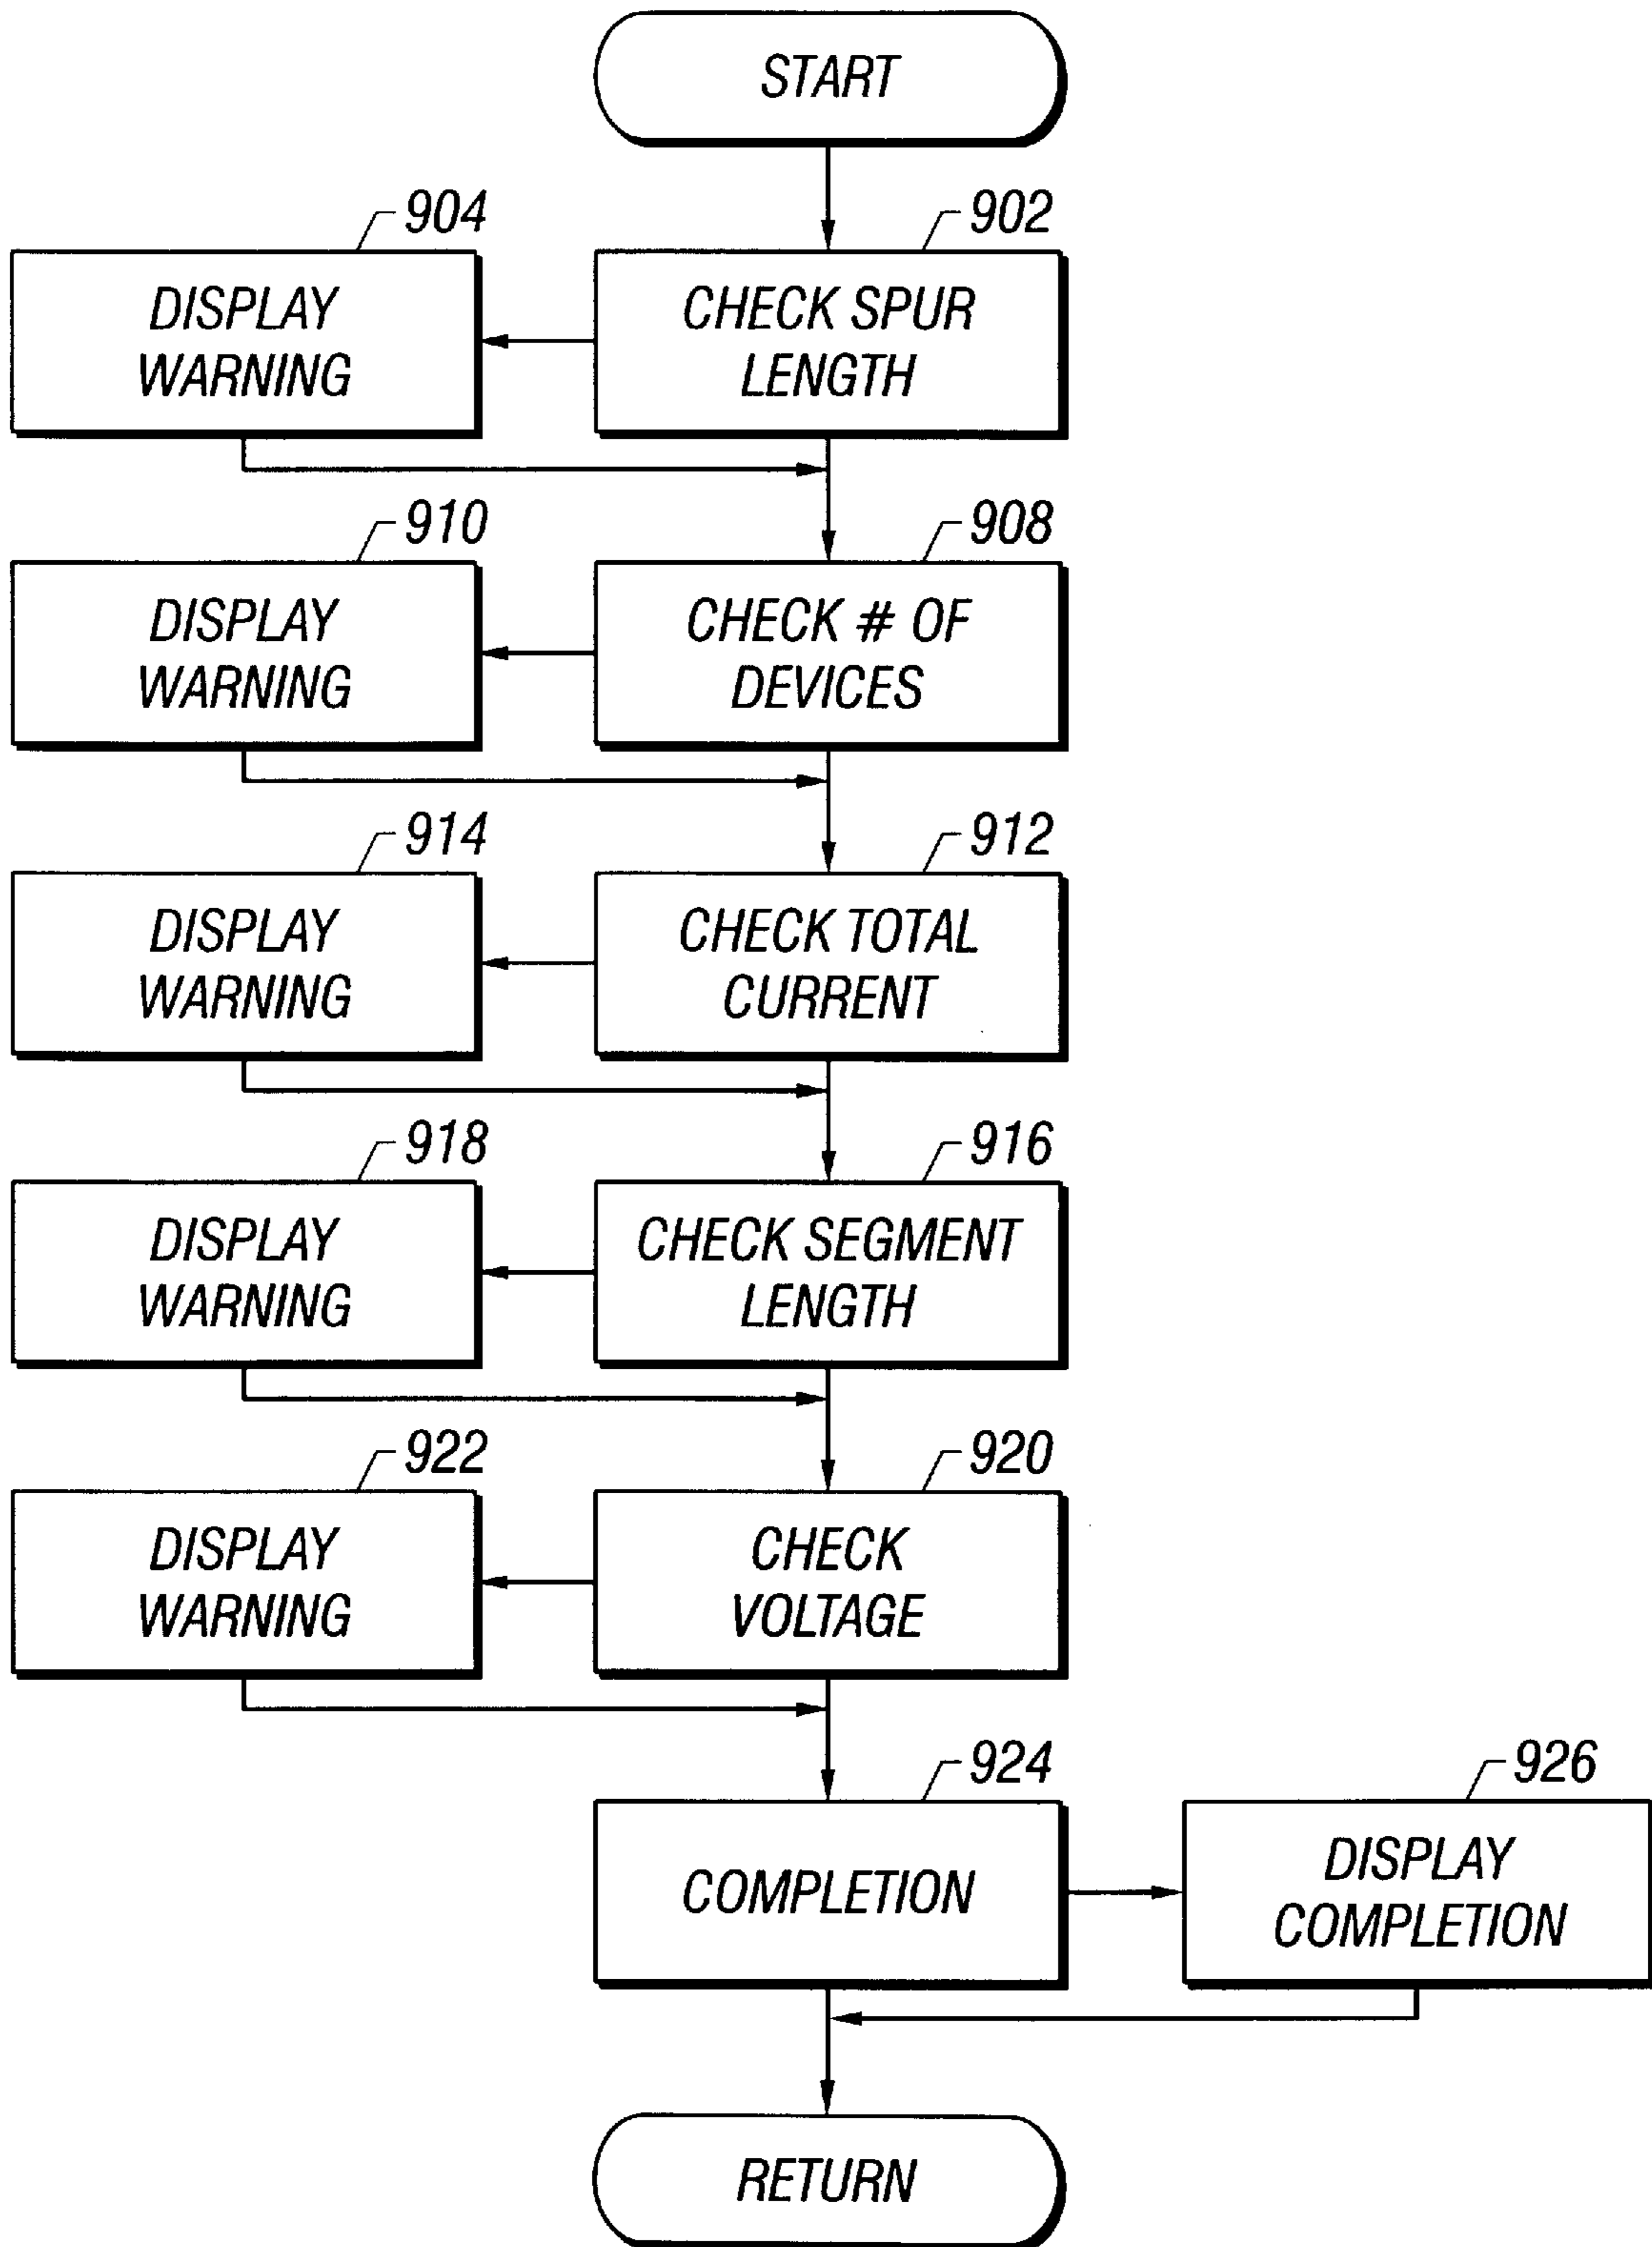 START
904
902
DISPLAY
WARNING
CHECK SPUR
LENGTH
910
908
DISPLAY
WARNING
CHECK # OF
DEVICES
914
912
DISPLAY
WARNING
CHECK TOTAL
CURRENT
918
916
DISPLAY
WARNING
CHECK SEGMENT
LENGTH
922
920
DISPLAY
WARNING
CHECK
VOLTAGE
924
926
COMPLETION
DISPLAY
COMPLETION
RETURN